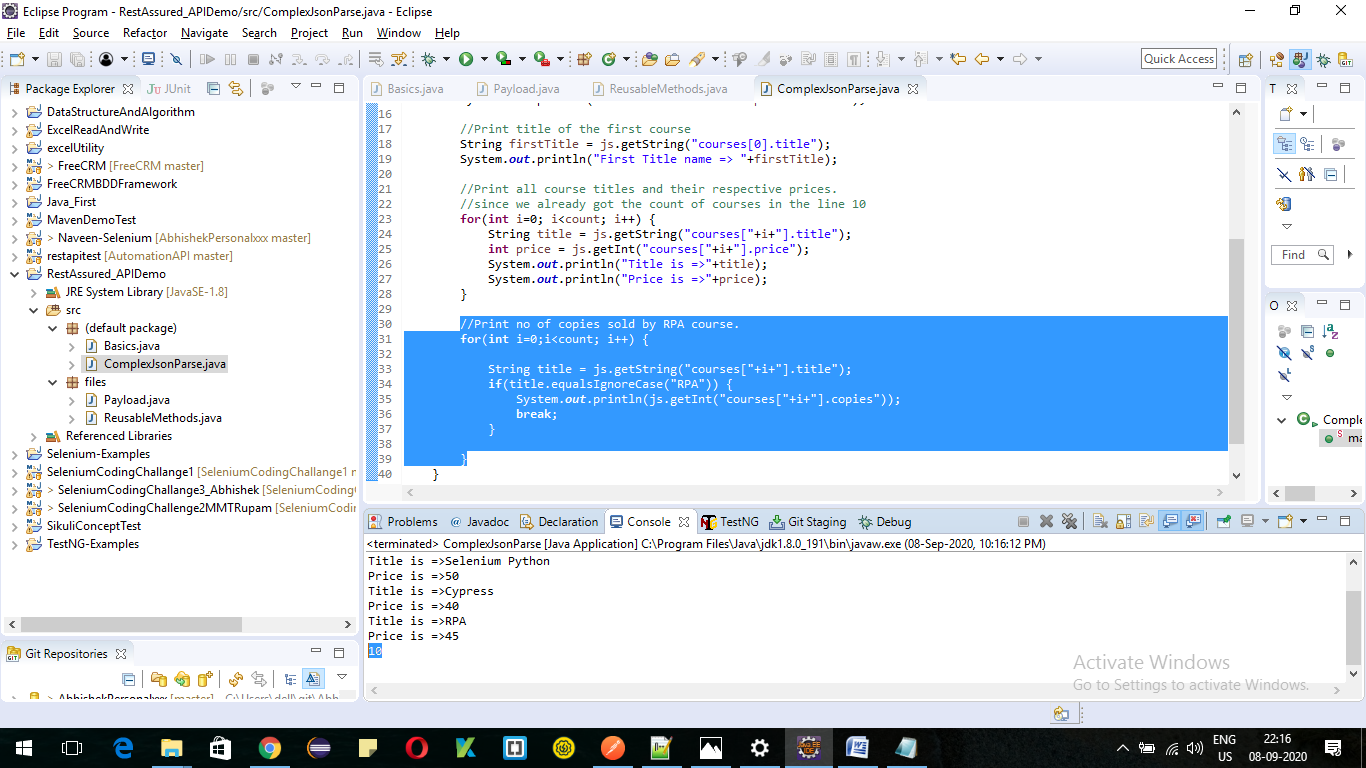 Eclipse Program - RestAssured_APIDemo/src/ComplexJsonParse.java - Eclipse
File Edit Source Refactor Navigate Search Project Run Window Help
Quick Access
Package Explorer JUnit
DataStructureAndAlgorithm
ExcelReadAndWrite
excelUtility
> FreeCRM [FreeCRM master]
FreeCRMBDDFramework
Java_First
MavenDemoTest
> Naveen-Selenium [AbhishekPersonalxxx master]
restapitest [AutomationAPI master]
RestAssured_APIDemo
JRE System Library [JavaSE-1.8]
src
(default package)
Basics.java
ComplexJsonParse.java
files
Payload.java
ReusableMethods.java
Referenced Libraries
Selenium-Examples
SeleniumCodingChallange1 [SeleniumCodingChallange1 r
> SeleniumCodingChallange3_Abhishek [SeleniumCoding
> SeleniumCodingChallenge2MMTRupam [SeleniumCodir
SikuliConceptTest
TestNG-Examples
Git Repositories
Basics.java Payload.java ReusableMethods.java ComplexJsonParse.java
16
17 //Print title of the first course
18 String firstTitle = js.getString("courses[0].title");
19 System.out.println("First Title name => "+firstTitle);
20
21 //Print all course titles and their respective prices.
22 //since we already got the count of courses in the line 10
23 for(int i=0; i<count; i++) {
24 String title = js.getString("courses["+i+"].title");
25 int price = js.getInt("courses["+i+"].price");
26 System.out.println("Title is =>"+title);
27 System.out.println("Price is =>"+price);
28 }
29
30 //Print no of copies sold by RPA course.
31 for(int i=0;i<count; i++) {
32
33 String title = js.getString("courses["+i+"].title");
34 if(title.equalsIgnoreCase("RPA")) {
35 System.out.println(js.getInt("courses["+i+"].copies"));
36 break;
37 }
38
39 }
40 }
T
Find
O
Comple
S ma
Problems @ Javadoc Declaration Console TestNG Git Staging Debug
<terminated> ComplexJsonParse [Java Application] C:\Program Files\Java\jdk1.8.0_191\bin\javaw.exe (08-Sep-2020, 10:16:12 PM)
Title is =>Selenium Python
Price is =>50
Title is =>Cypress
Price is =>40
Title is =>RPA
Price is =>45
10
Activate Windows
Go to Settings to activate Windows.
ENG
US
22:16
08-09-2020